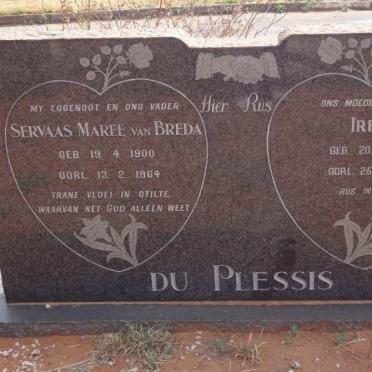 MY EGGENOOT EN ONS VADER
SERVAAS MAREE VAN BREDA
GEB. 19. 4. 1900
OORL. 13. 2. 1964
TRANE VLOEI IN STILTE,
WAARVAN NET GOD ALLEEN WEET.
Hier Rus
ONS MOEDE
IR
GEB. 20
OORL. 25
RUS IN
DU PLESSIS